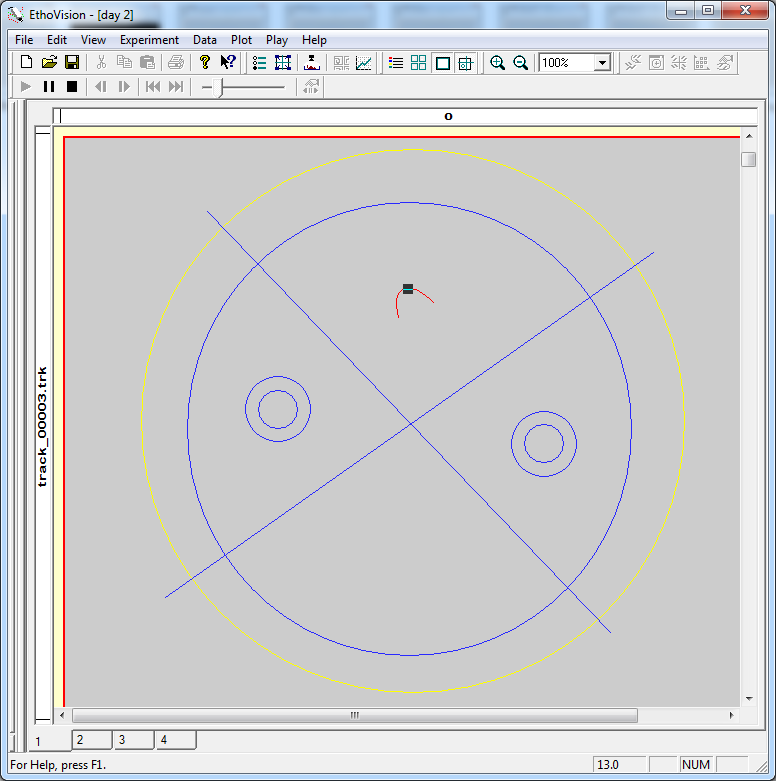 EthoVision - [day 2]
File Edit View Experiment Data Plot Play Help
100%
0
track_00003.trk
1 2 3 4
For Help, press F1. 13.0 NUM